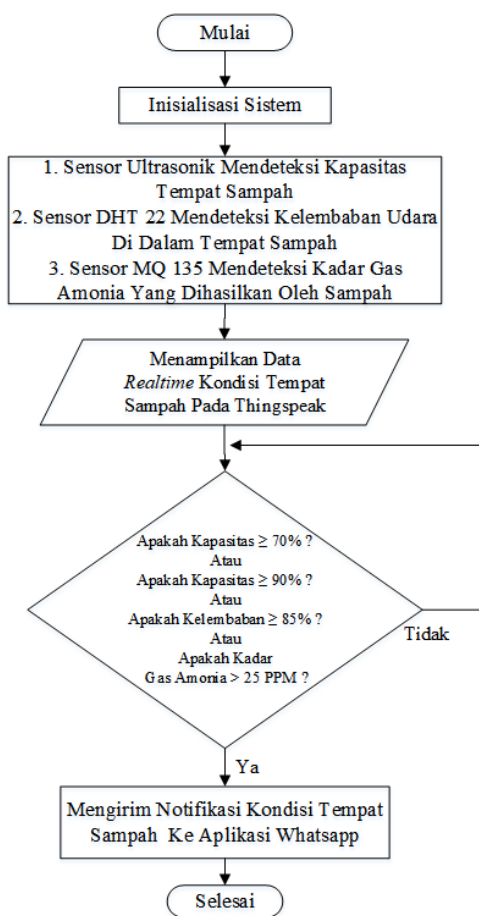 Mulai
Inisialisasi Sistem
1. Sensor Ultrasonik Mendeteksi Kapasitas
Tempat Sampah
2. Sensor DHT 22 Mendeteksi Kelembaban Udara
Di Dalam Tempat Sampah
3. Sensor MQ 135 Mendeteksi Kadar Gas
Amonia Yang Dihasilkan Oleh Sampah
Menampilkan Data
Realtime Kondisi Tempat
Sampah Pada Thingspeak
Apakah Kapasitas ≥ 70% ?
Atau
Apakah Kapasitas ≥ 90% ?
Atau
Apakah Kelembaban ≥ 85% ?
Atau
Apakah Kadar
Gas Amonia > 25 PPM ?
Tidak
Ya
Mengirim Notifikasi Kondisi Tempat
Sampah Ke Aplikasi Whatsapp
Selesai